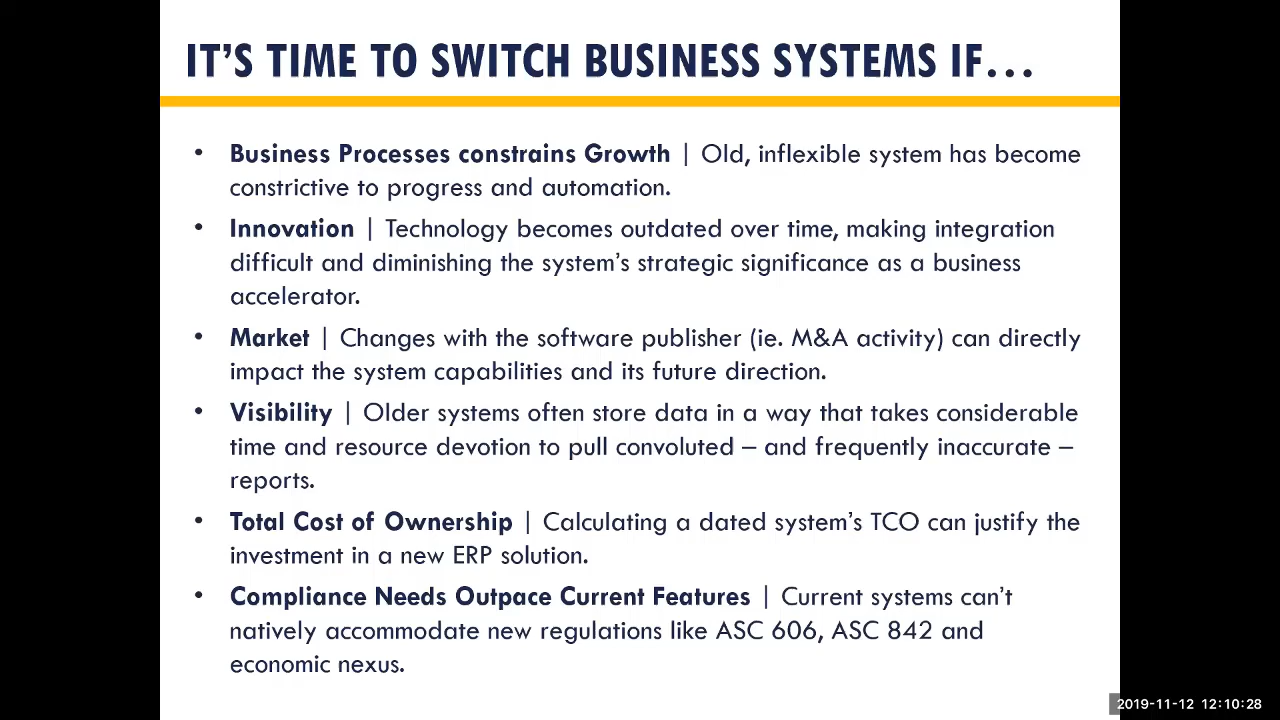 IT’S TIME TO SWITCH BUSINESS SYSTEMS IF…
• Business Processes constrains Growth | Old, inflexible system has become
constrictive to progress and automation.
• Innovation | Technology becomes outdated over time, making integration
difficult and diminishing the system’s strategic significance as a business
accelerator.
• Market | Changes with the software publisher (ie. M&A activity) can directly
impact the system capabilities and its future direction.
• Visibility | Older systems often store data in a way that takes considerable
time and resource devotion to pull convoluted – and frequently inaccurate –
reports.
• Total Cost of Ownership | Calculating a dated system’s TCO can justify the
investment in a new ERP solution.
• Compliance Needs Outpace Current Features | Current systems can’t
natively accommodate new regulations like ASC 606, ASC 842 and
economic nexus.
2019-11-12 12:10:28